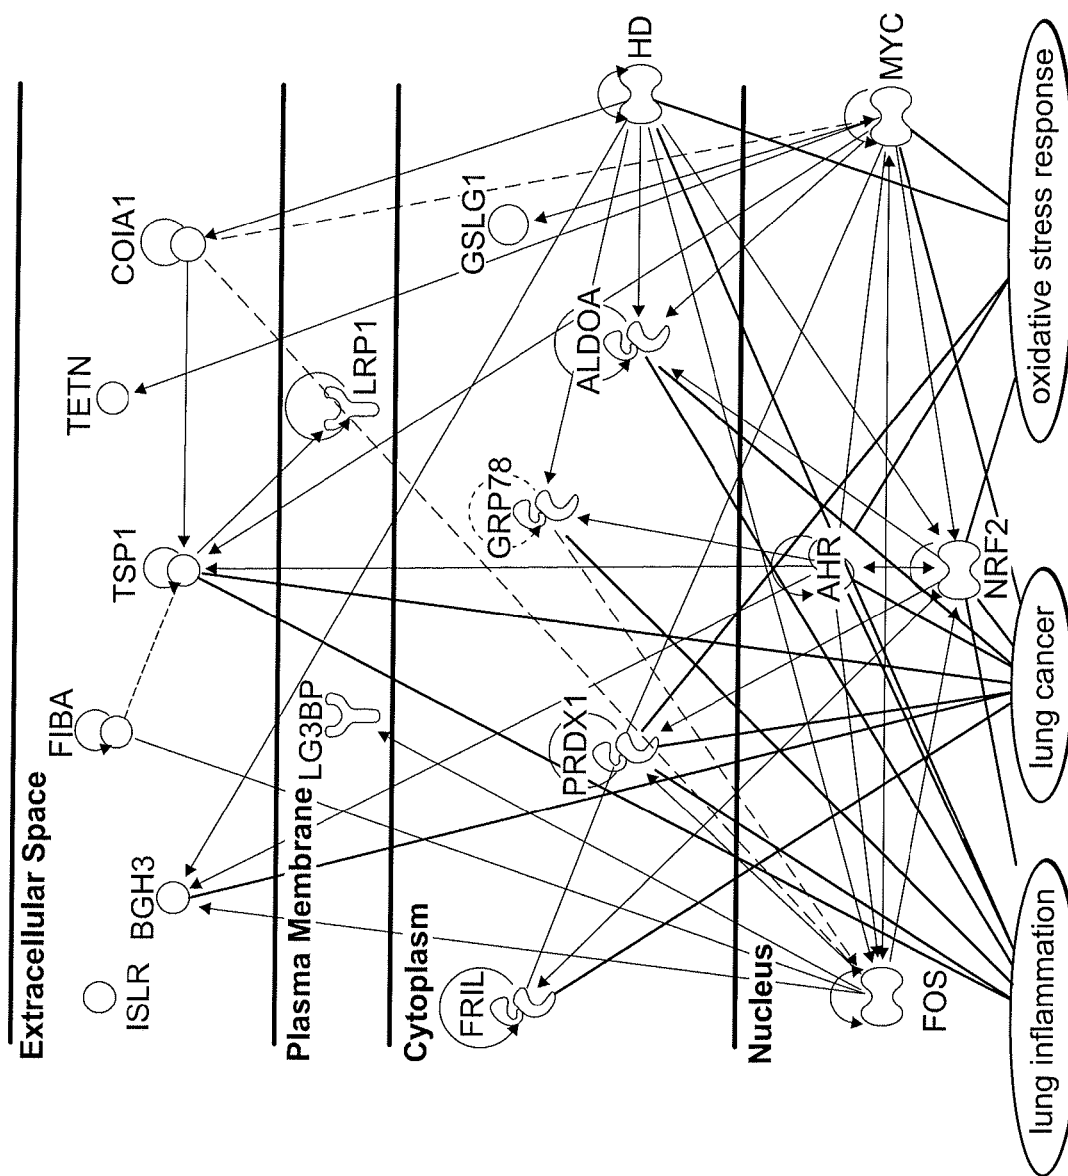 Extracellular Space
ISLR
BGH3
FIBA
TSP1
TETN
COIA1
Plasma Membrane
LG3BP
LRP1
Cytoplasm
FRIL
PRDX1
GRP78
ALDOA
GSLG1
HD
Nucleus
FOS
AHR
NRF2
MYC
lung inflammation
lung cancer
oxidative stress response